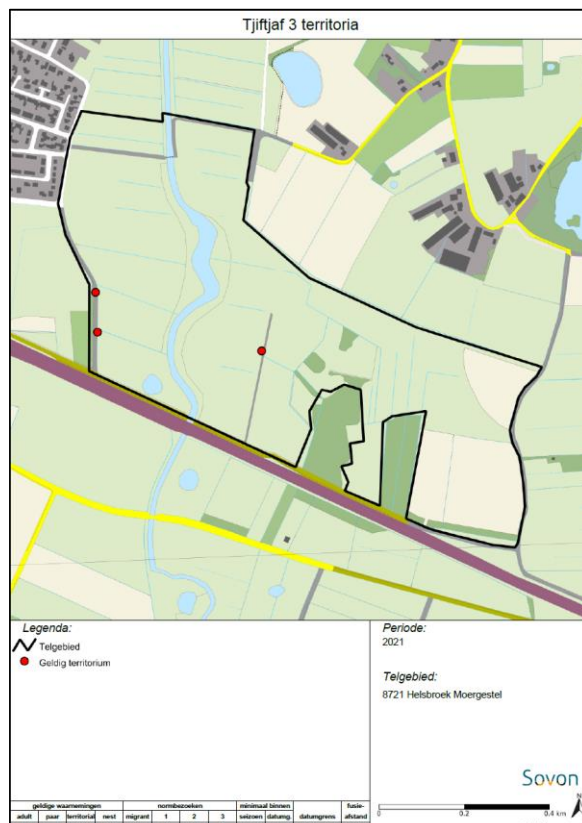 Tjiftjaf 3 territoria
Legenda:
Telgebied
Geldig territorium
Periode:
2021
Telgebied:
8721 Helsbroek Moergestel
Sovon
N
0 0.2 0.4 km
geldige waarnemingen normbezoeken minimaal binnen fusie-
adult paar territoriaal nest migrant 1 2 3 seizoen datumg. datumgrens afstand